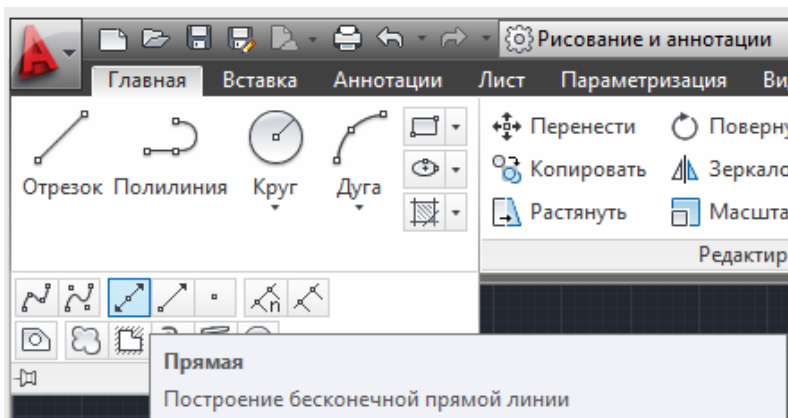 Рисование и аннотации
Главная Вставка Аннотации Лист Параметризация
Отрезок Полилиния Круг Дуга
Перенести
Копировать
Растянуть
Прямая
Построение бесконечной прямой линии